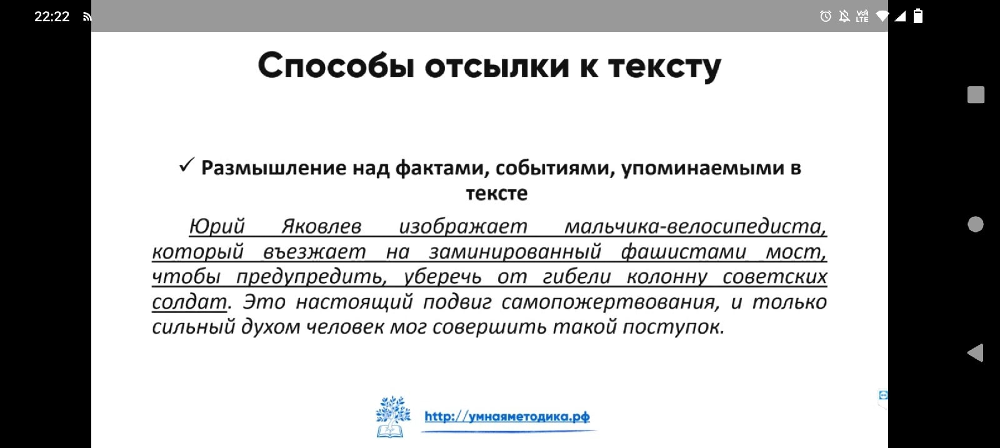 22:22
VoI) LTE
Способы отсылки к тексту
✓ Размышление над фактами, событиями, упоминаемыми в
тексте
Юрий Яковлев изображает мальчика-велосипедиста,
который въезжает на заминированный фашистами мост,
чтобы предупредить, уберечь от гибели колонну советских
солдат. Это настоящий подвиг самопожертвования, и только
сильный духом человек мог совершить такой поступок.
http://умнаяметодика.рф